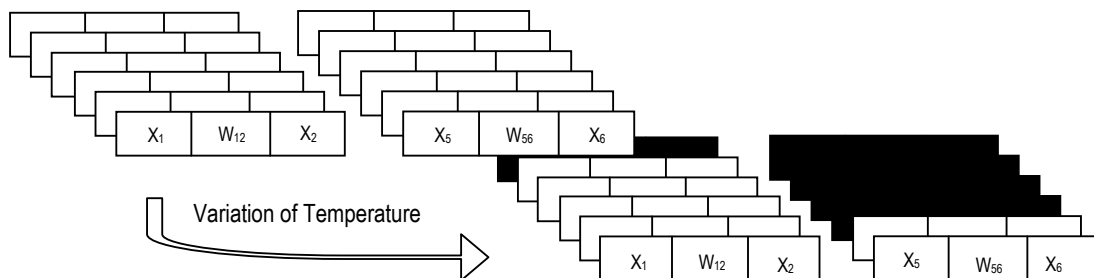 X₁ W₁₂ X₂ X₅ W₅₆ X₆
Variation of Temperature
X₁ W₁₂ X₂ X₅ W₅₆ X₆